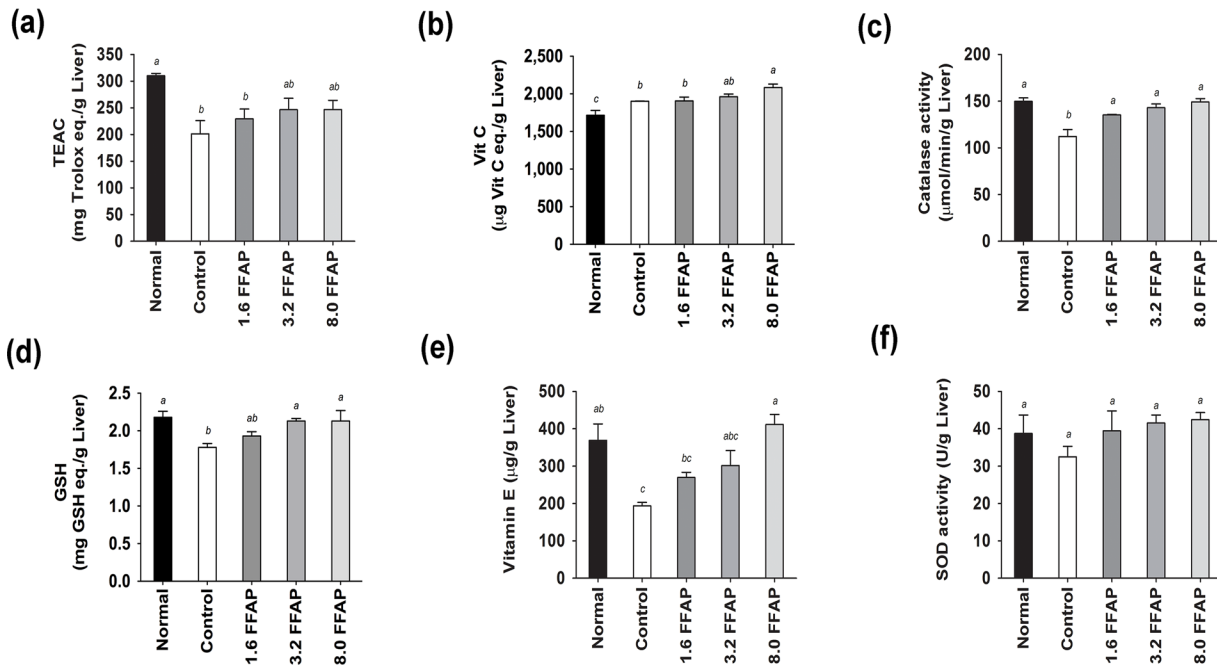 (a)
TEAC
(mg Trolox eq./g Liver)
350
300
250
200
150
100
50
0
a
b
b
ab
ab
Normal
Control
1.6 FFAP
3.2 FFAP
8.0 FFAP
(b)
Vit C
(μg Vit C eq./g Liver)
2,500
2,000
1,500
1,000
500
0
c
b
b
ab
a
Normal
Control
1.6 FFAP
3.2 FFAP
8.0 FFAP
(c)
Catalase activity
(μmol/min/g Liver)
200
150
100
50
0
a
b
a
a
a
Normal
Control
1.6 FFAP
3.2 FFAP
8.0 FFAP
(d)
GSH
(mg GSH eq./g Liver)
2.5
2.0
1.5
1.0
0.5
0.0
a
b
ab
a
a
Normal
Control
1.6 FFAP
3.2 FFAP
8.0 FFAP
(e)
Vitamin E (μg/g Liver)
500
400
300
200
100
0
ab
c
bc
abc
a
Normal
Control
1.6 FFAP
3.2 FFAP
8.0 FFAP
(f)
SOD activity (U/g Liver)
50
40
30
20
10
0
a
a
a
a
a
Normal
Control
1.6 FFAP
3.2 FFAP
8.0 FFAP